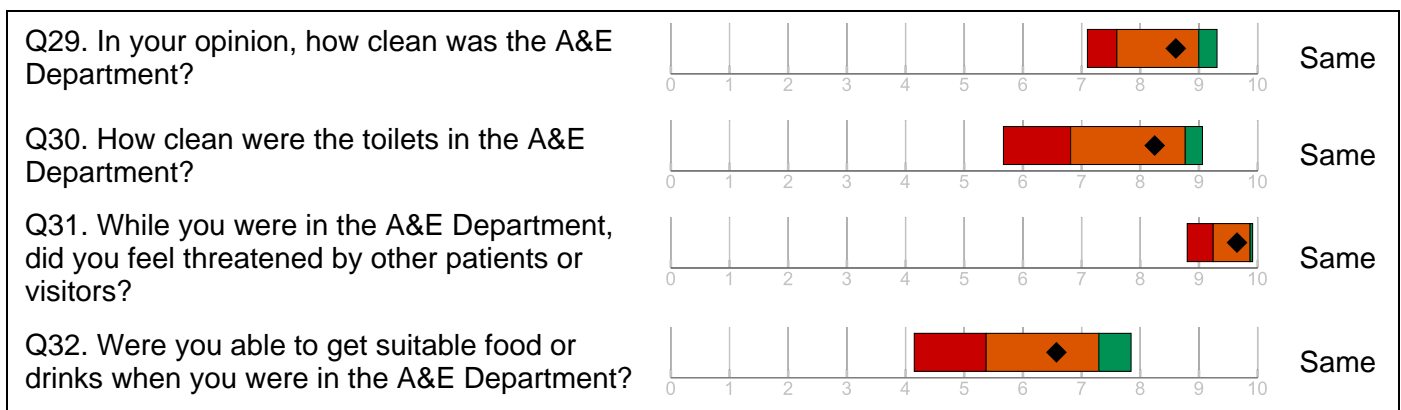 Q29. In your opinion, how clean was the A&E
Department?
Same
0 1 2 3 4 5 6 7 8 9 10
Q30. How clean were the toilets in the A&E
Department?
Same
0 1 2 3 4 5 6 7 8 9 10
Q31. While you were in the A&E Department,
did you feel threatened by other patients or
visitors?
Same
0 1 2 3 4 5 6 7 8 9 10
Q32. Were you able to get suitable food or
drinks when you were in the A&E Department?
Same
0 1 2 3 4 5 6 7 8 9 10